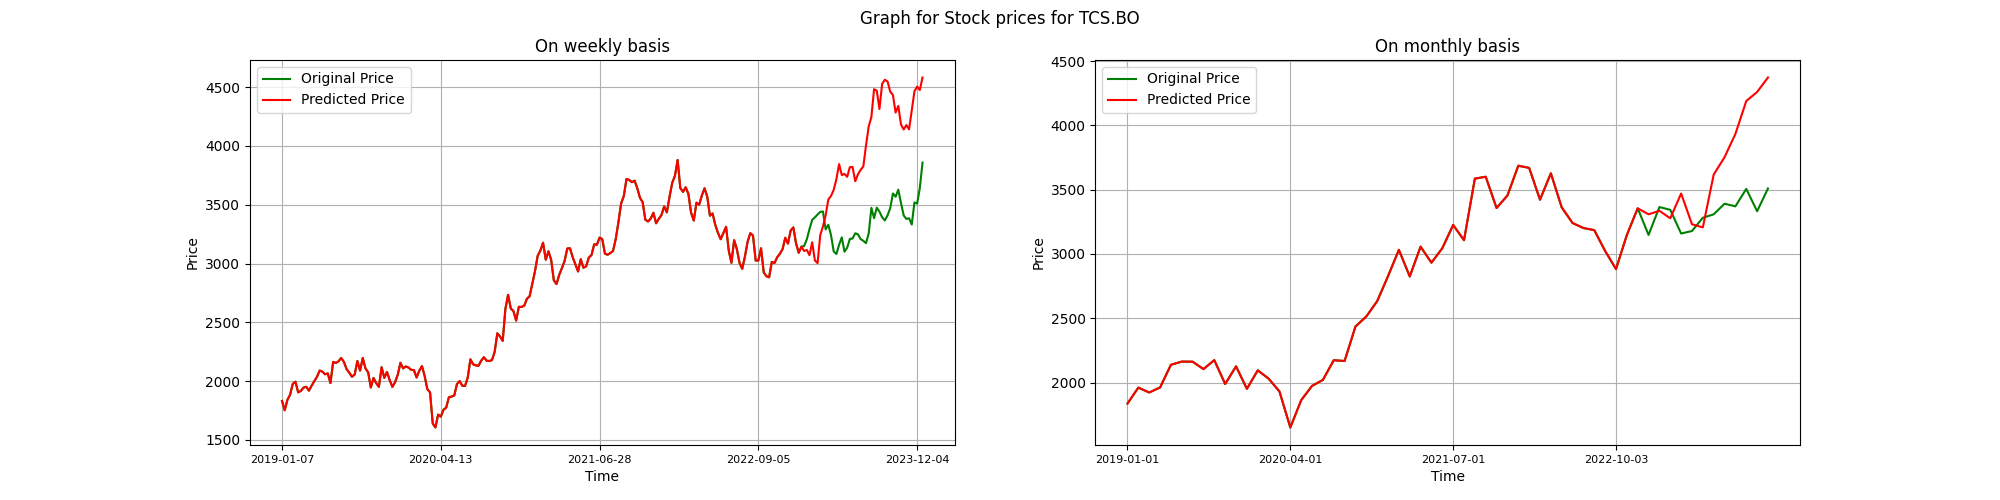 Graph for Stock prices for TCS.BO
On weekly basis
Original Price
Predicted Price
4500
4000
3500
3000
2500
2000
1500
Price
2019-01-07
2020-04-13
2021-06-28
2022-09-05
2023-12-04
Time
On monthly basis
Original Price
Predicted Price
4500
4000
3500
3000
2500
2000
Price
2019-01-01
2020-04-01
2021-07-01
2022-10-03
Time